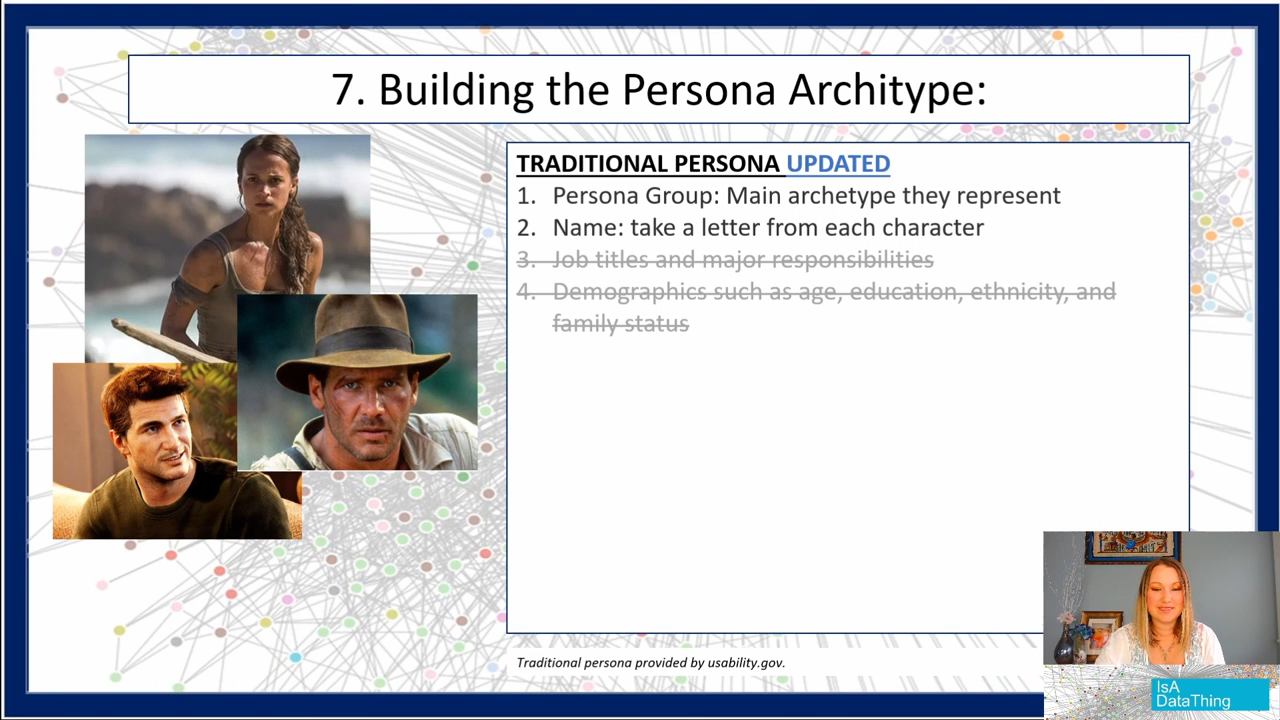 7. Building the Persona Architype:
TRADITIONAL PERSONA UPDATED
1. Persona Group: Main archetype they represent
2. Name: take a letter from each character
3. Job titles and major responsibilities
4. Demographics such as age, education, ethnicity, and
family status
Traditional persona provided by usability.gov.
IsA
DataThing